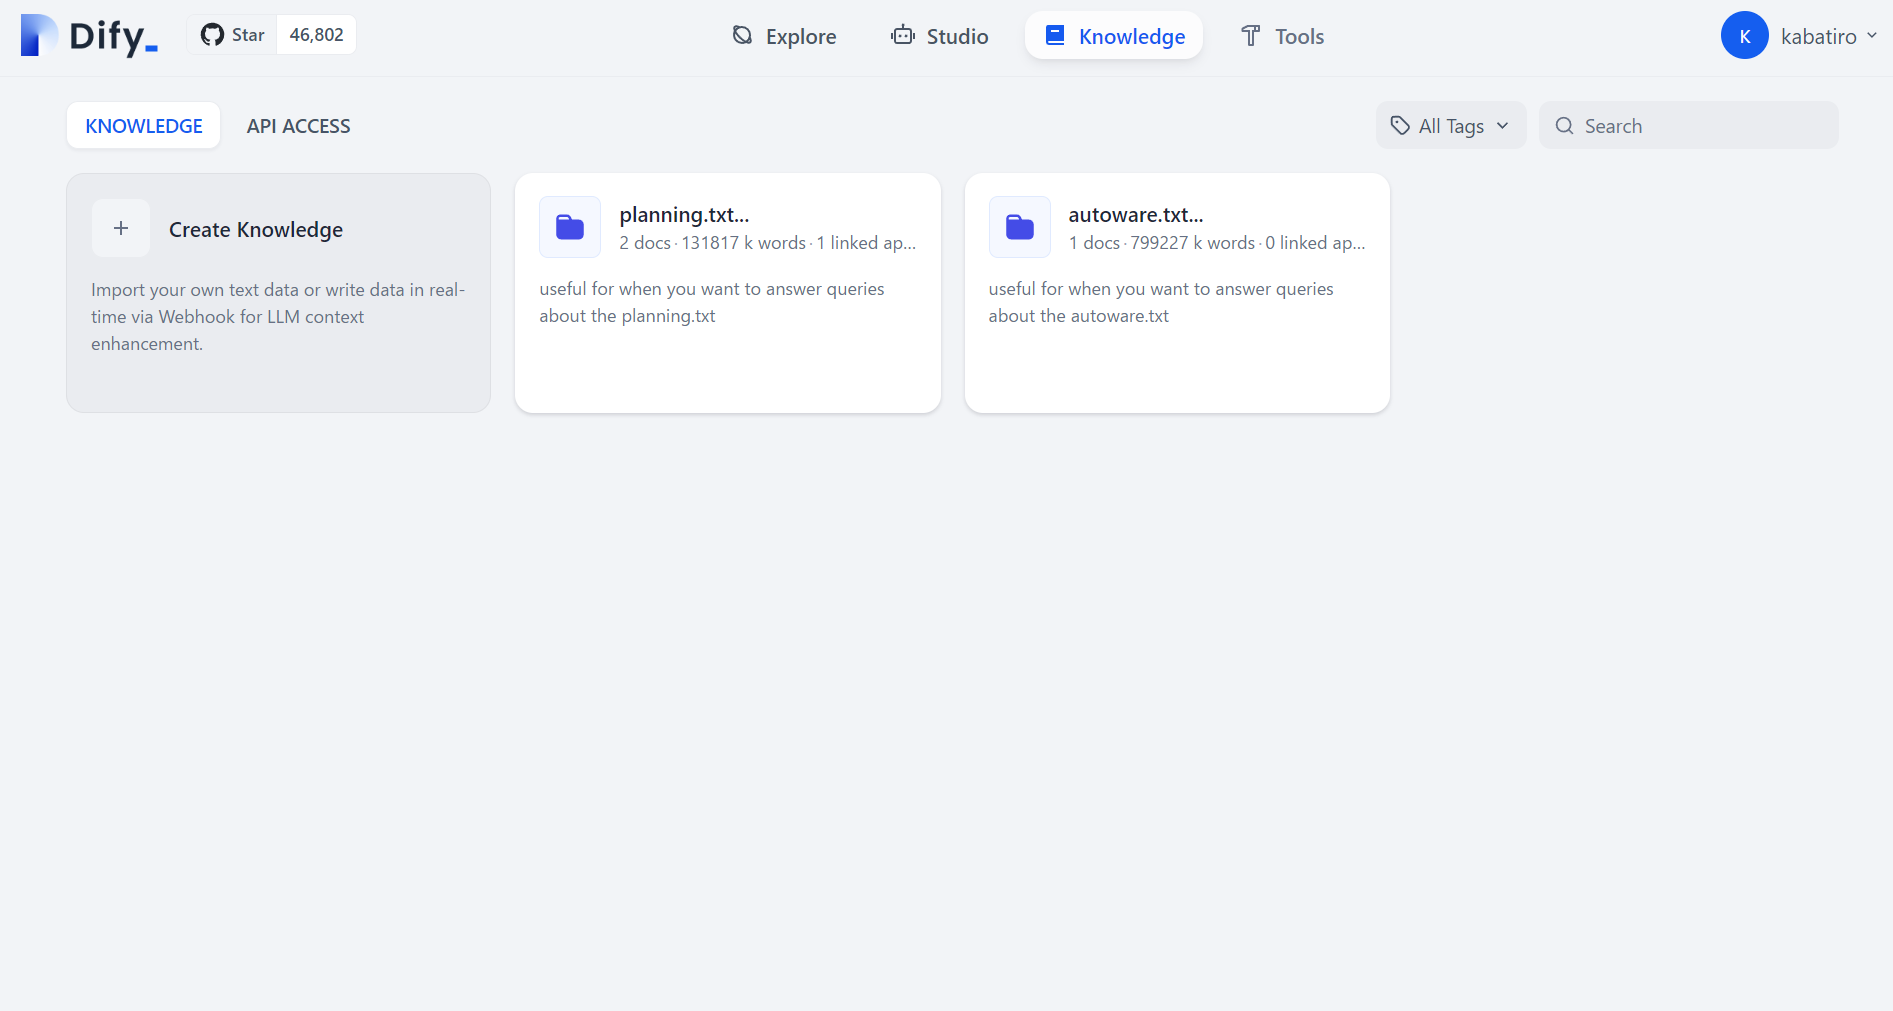 Dify_
Star 46,802
Explore
Studio
Knowledge
Tools
K kabatiro
KNOWLEDGE
API ACCESS
All Tags
Search
Create Knowledge
Import your own text data or write data in real-
time via Webhook for LLM context
enhancement.
planning.txt...
2 docs·131817 k words·1 linked ap...
useful for when you want to answer queries
about the planning.txt
autoware.txt...
1 docs·799227 k words·0 linked ap...
useful for when you want to answer queries
about the autoware.txt